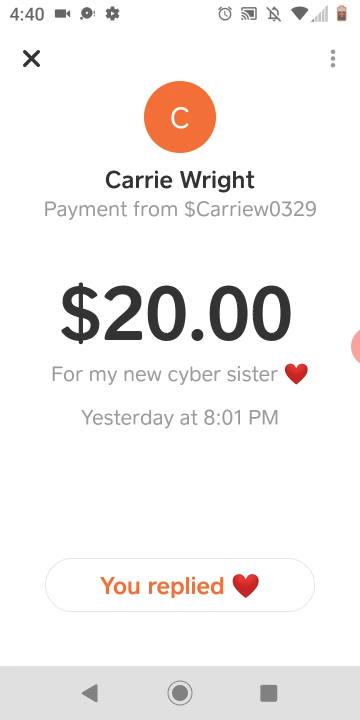 4:40
C
Carrie Wright
Payment from $Carriew0329
$20.00
For my new cyber sister ❤️
Yesterday at 8:01 PM
You replied ❤️